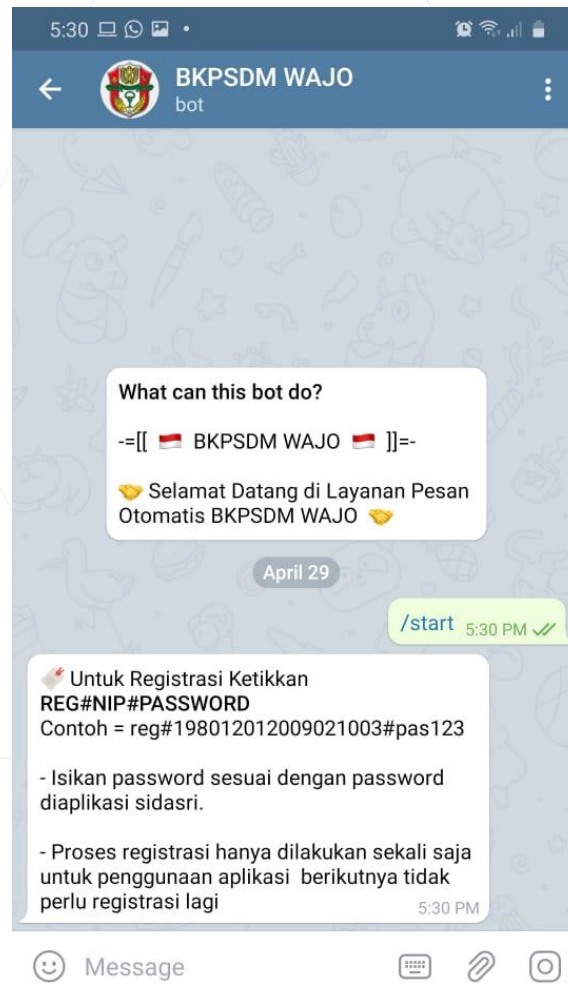 5:30
BKPSDM WAJO
bot
What can this bot do?
-=[[ 🇮🇩 BKPSDM WAJO 🇮🇩 ]]=-
🤝 Selamat Datang di Layanan Pesan
Otomatis BKPSDM WAJO 🤝
April 29
/start 5:30 PM
Untuk Registrasi Ketikkan
REG#NIP#PASSWORD
Contoh = reg#198012012009021003#pas123
- Isikan password sesuai dengan password
diaplikasi sidasri.
- Proses registrasi hanya dilakukan sekali saja
untuk penggunaan aplikasi berikutnya tidak
perlu registrasi lagi
5:30 PM
Message